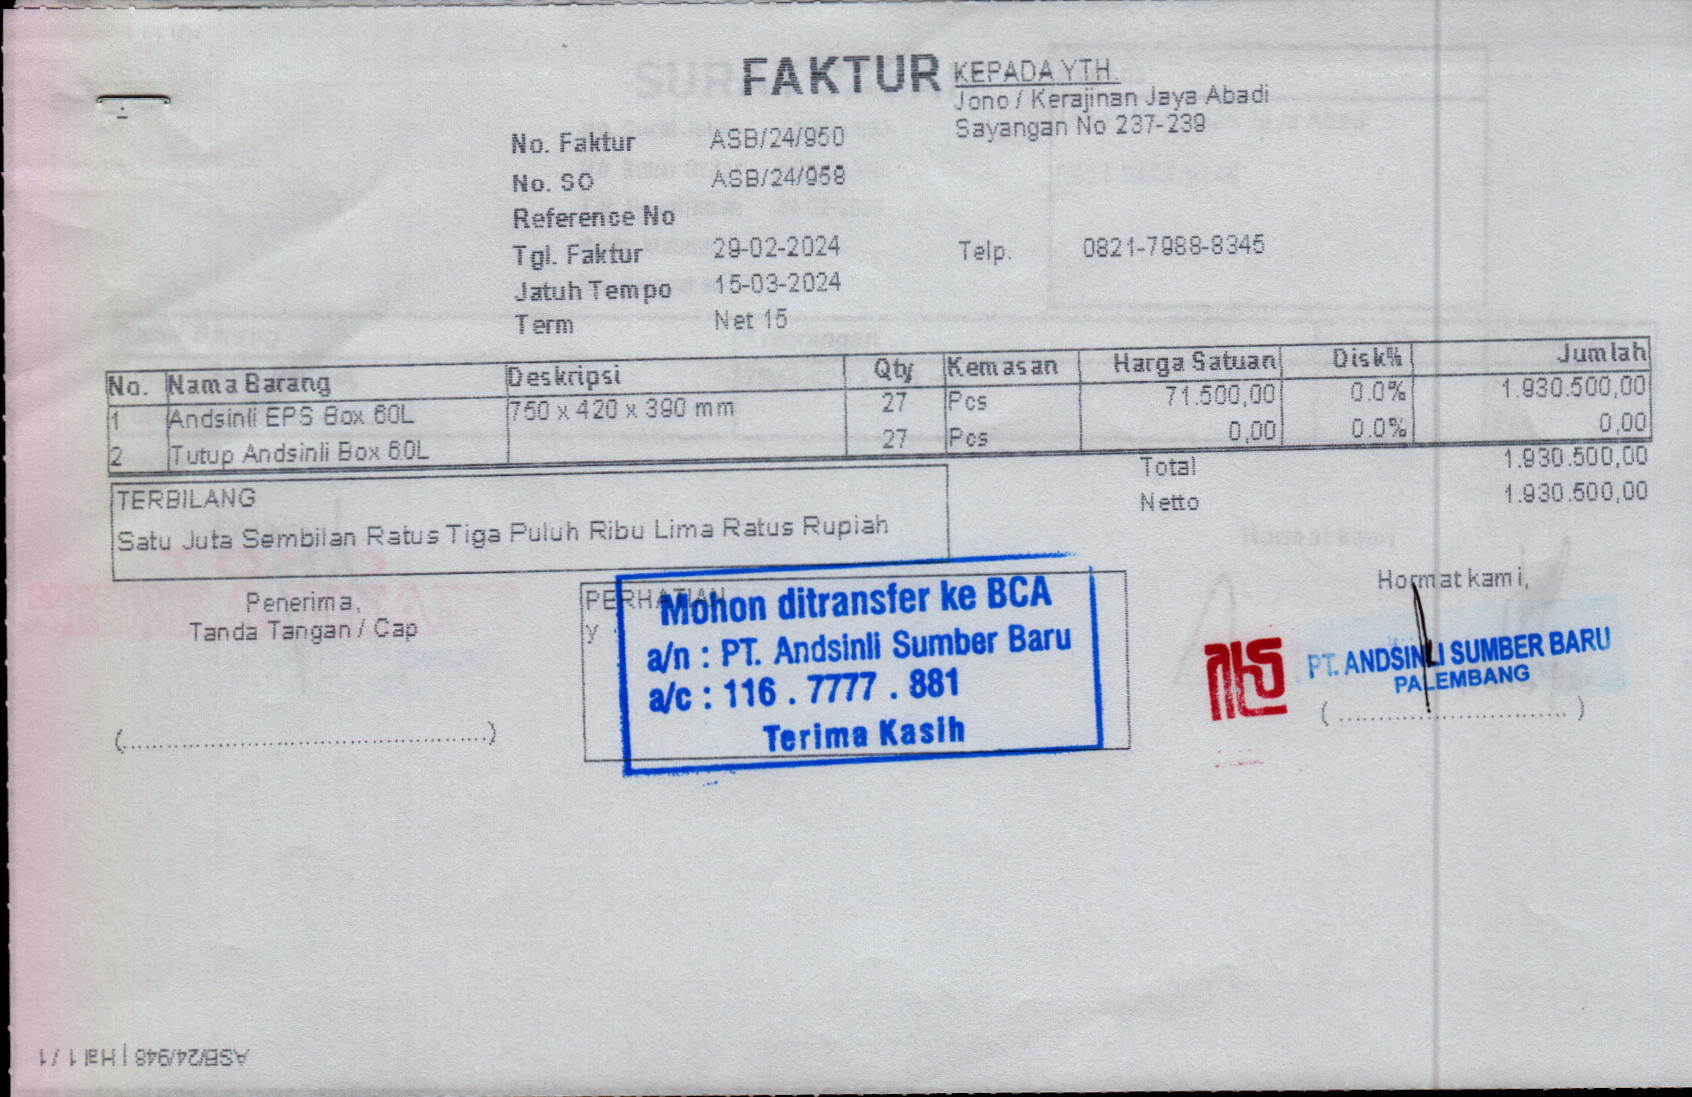 FAKTUR
KEPADA YTH.
Jono / Kerajinan Jaya Abadi
Sayangan No 237-239
No. Faktur ASB/24/950
No. SO ASB/24/958
Reference No
Tgl. Faktur 29-02-2024
Telp. 0821-7988-8345
Jatuh Tempo 15-03-2024
Term Net 15
No. Nama Barang Deskripsi Qty Kemasan Harga Satuan Disk% Jumlah
1 Andsinli EPS Box 60L 750 x 420 x 390 mm 27 Pcs 71.500,00 0.0% 1.930.500,00
2 Tutup Andsinli Box 60L 27 Pcs 0,00 0.0% 0,00
Total 1.930.500,00
Netto 1.930.500,00
TERBILANG
Satu Juta Sembilan Ratus Tiga Puluh Ribu Lima Ratus Rupiah
Penerima,
Tanda Tangan / Cap
(................................................)
PERHATIAN
y
Mohon ditransfer ke BCA
a/n : PT. Andsinli Sumber Baru
a/c : 116 . 7777 . 881
Terima Kasih
Hormat kami,
PT. ANDSINLI SUMBER BARU
PALEMBANG
(..............................)
ASB/24/948 | Hal 1 / 1